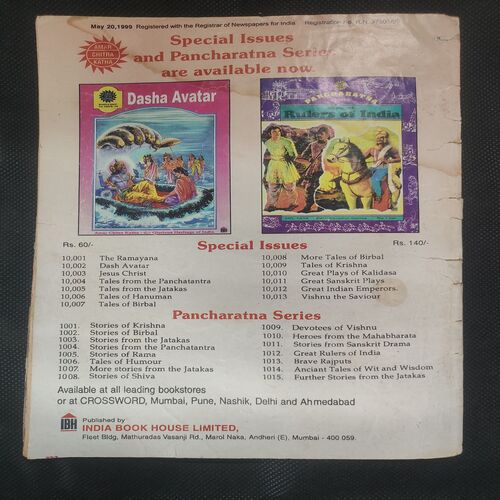 May 20,1999 Registered with the Registrar of Newspapers for India Registration No. R.N.
AMAR
CHITRA
KATHA
Special Issues
and Pancharatna Series
are available now.
Dasha Avatar
PANCHARATNA
Rulers of India
Rs. 60/-
Rs. 140/-
Special Issues
10,001 The Ramayana
10,002 Dash Avatar
10,003 Jesus Christ
10,004 Tales from the Panchatantra
10,005 Tales from the Jatakas
10,006 Tales of Hanuman
10,007 Tales of Birbal
10,008 More Tales of Birbal
10,009 Tales of Krishna
10,010 Great Plays of Kalidasa
10,011 Great Sanskrit Plays
10,012 Great Indian Emperors.
10,013 Vishnu the Saviour
Pancharatna Series
1001. Stories of Krishna
1002. Stories of Birbal
1003. Stories from the Jatakas
1004. Stories from the Panchatantra
1005. Stories of Rama
1006. Tales of Humour
1007. More stories from the Jatakas
1008. Stories of Shiva
1009. Devotees of Vishnu
1010. Heroes from the Mahabharata
1011. Stories from Sanskrit Drama
1012. Great Rulers of India
1013. Brave Rajputs
1014. Ancient Tales of Wit and Wisdom
1015. Further Stories from the Jatakas
Available at all leading bookstores
or at CROSSWORD, Mumbai, Pune, Nashik, Delhi and Ahmedabad
IBH
Published by
INDIA BOOK HOUSE LIMITED,
Fleet Bldg, Mathuradas Vasanji Rd., Marol Naka, Andheri (E), Mumbai - 400 059.